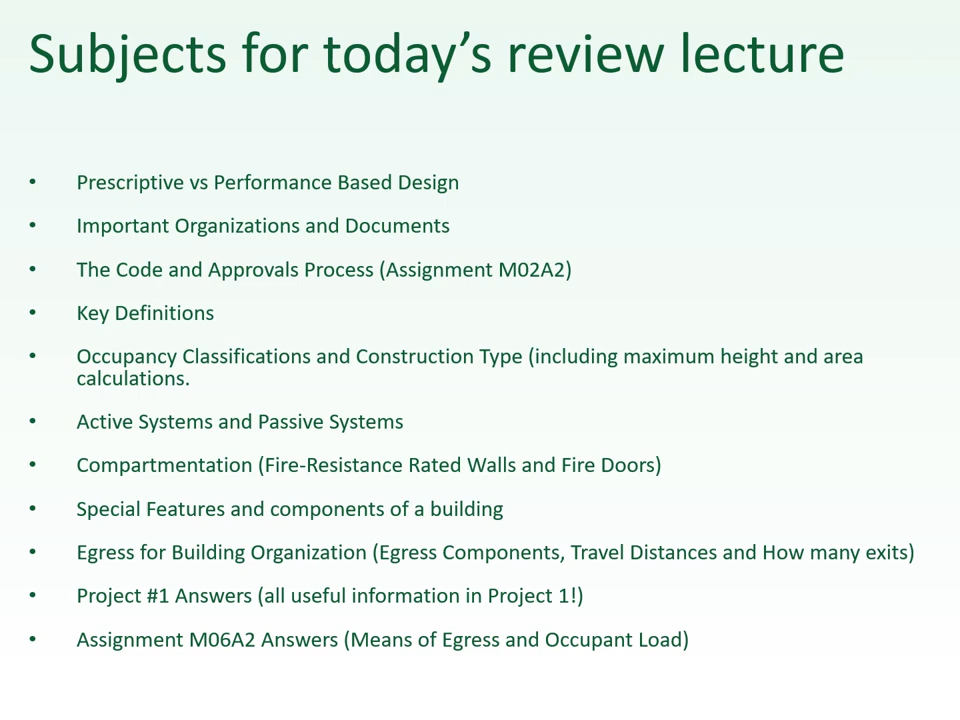 Subjects for today’s review lecture
• Prescriptive vs Performance Based Design
• Important Organizations and Documents
• The Code and Approvals Process (Assignment M02A2)
• Key Definitions
• Occupancy Classifications and Construction Type (including maximum height and area
calculations.
• Active Systems and Passive Systems
• Compartmentation (Fire-Resistance Rated Walls and Fire Doors)
• Special Features and components of a building
• Egress for Building Organization (Egress Components, Travel Distances and How many exits)
• Project #1 Answers (all useful information in Project 1!)
• Assignment M06A2 Answers (Means of Egress and Occupant Load)